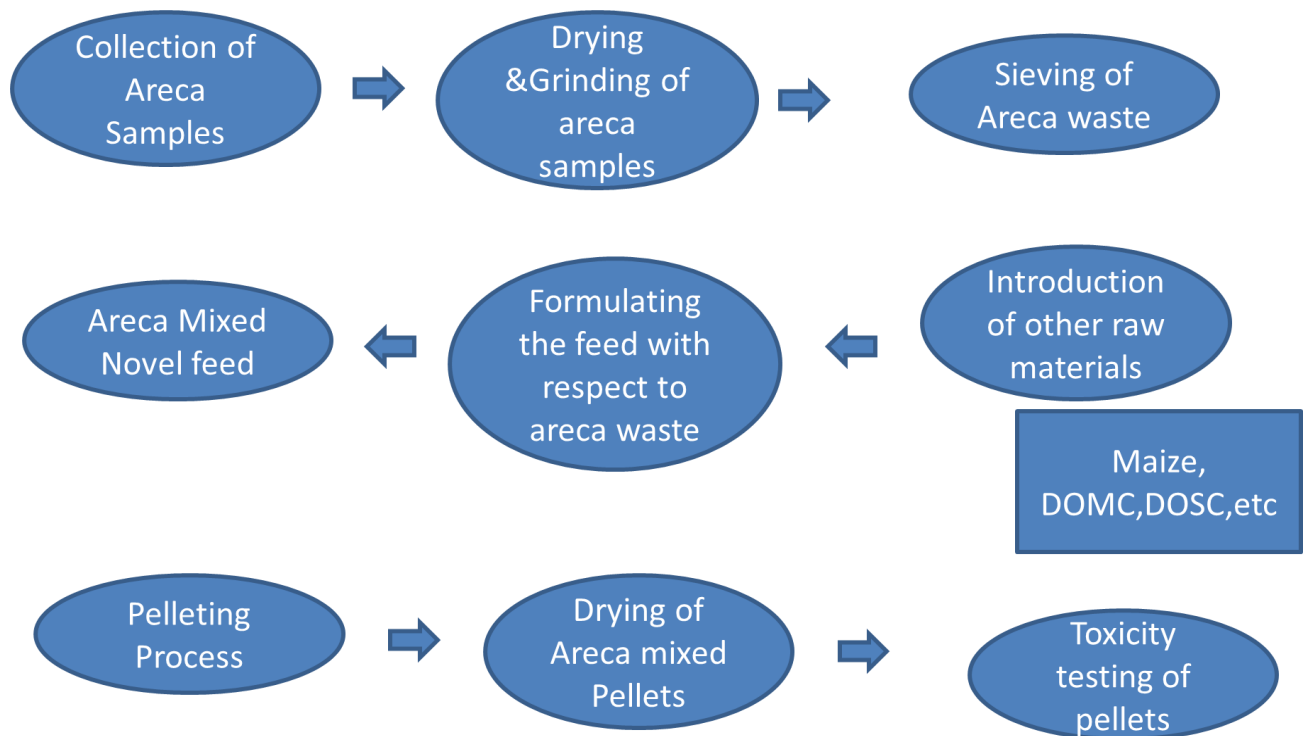 Collection of
Areca
Samples
Drying
&Grinding of
areca
samples
Sieving of
Areca waste
Areca Mixed
Novel feed
Formulating
the feed with
respect to
areca waste
Introduction
of other raw
materials
Maize,
DOMC,DOSC,etc
Pelleting
Process
Drying of
Areca mixed
Pellets
Toxicity
testing of
pellets